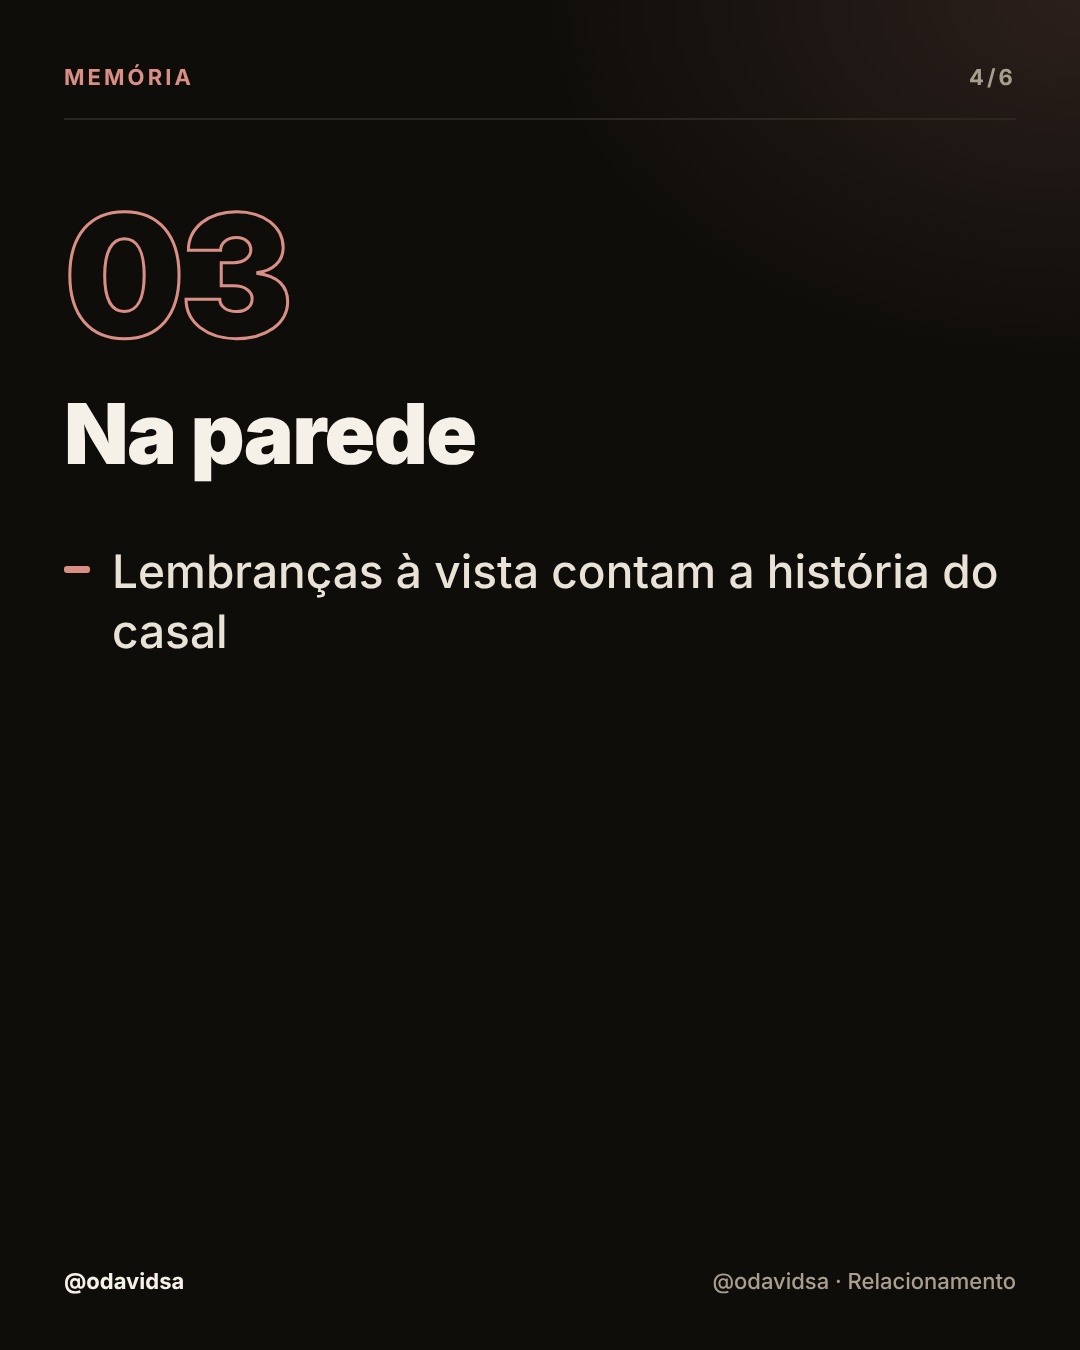 MEMÓRIA
4/6
03
Na parede
Lembranças à vista contam a história do
casal
@odavidsa
@odavidsa · Relacionamento